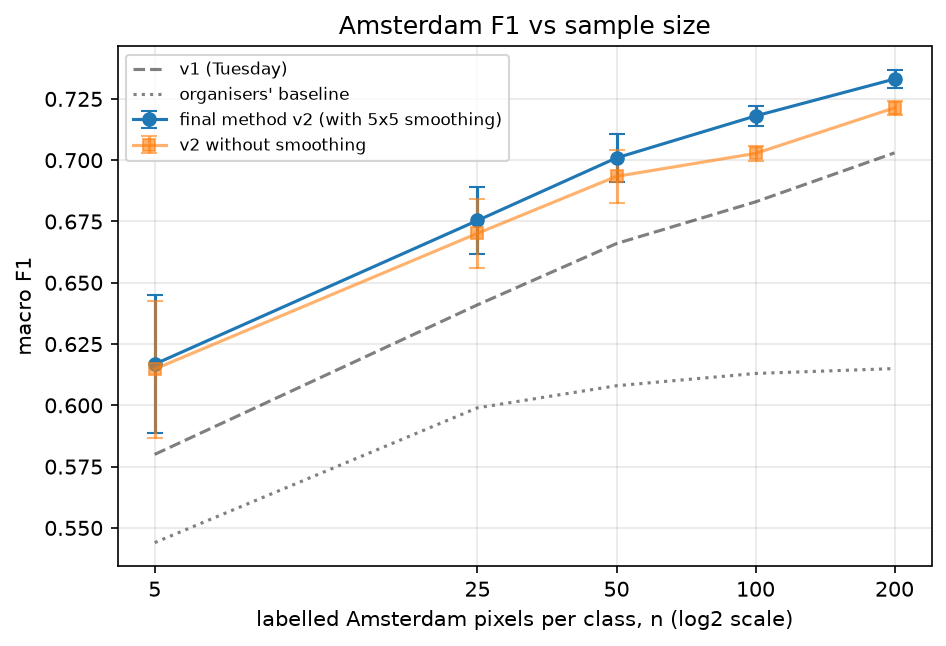 Amsterdam F1 vs sample size
v1 (Tuesday)
organisers' baseline
final method v2 (with 5x5 smoothing)
v2 without smoothing
macro F1
0.725
0.700
0.675
0.650
0.625
0.600
0.575
0.550
5 25 50 100 200
labelled Amsterdam pixels per class, n (log2 scale)